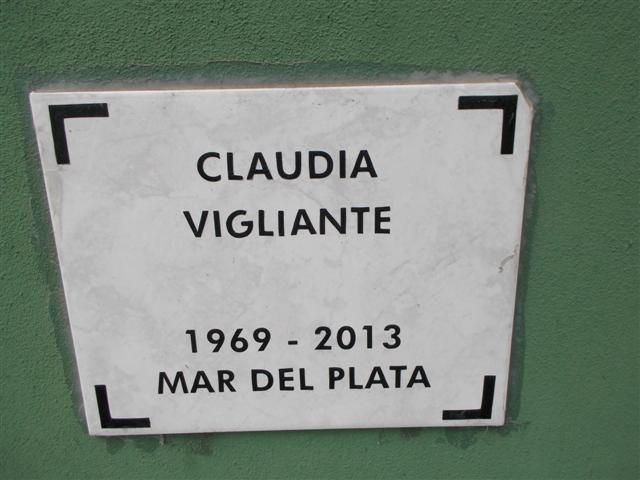 CLAUDIA
VIGLIANTE
1969 - 2013
MAR DEL PLATA